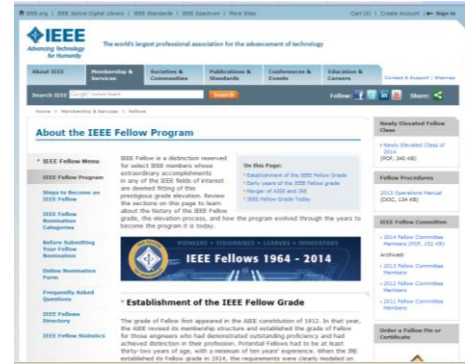 IEEE.org | IEEE Xplore Digital Library | IEEE Standards | IEEE Spectrum | More Sites
Cart (0) | Create Account | Sign In
IEEE
Advancing Technology
for Humanity
The world's largest professional association for the advancement of technology
About IEEE
Membership &
Services
Societies &
Communities
Publications &
Standards
Conferences &
Events
Education &
Careers
Contact & Support | Sitemap
Search IEEE
Search
Follow:
Share:
Home > Membership & Services > Fellows
About the IEEE Fellow Program
IEEE Fellow Menu
IEEE Fellow Program
Steps to Become an
IEEE Fellow
IEEE Fellow
Nomination
Categories
Before Submitting
Your Fellow
Nomination
Online Nomination
Form
Frequently Asked
Questions
IEEE Fellows
Directory
IEEE Fellow Statistics
IEEE Fellow is a distinction reserved
for select IEEE members whose
extraordinary accomplishments
in any of the IEEE fields of interest
are deemed fitting of this
prestigious grade elevation. Review
the sections on this page to learn
about the history of the IEEE Fellow
grade, the elevation process, and how the program evolved through the years to
become the program it is today.
On this Page:
Establishment of the IEEE Fellow Grade
Early years of the IEEE Fellow grade
Merger of AIEE and IRE
IEEE Fellow Grade Today
PIONEERS • VISIONARIES • LEADERS • INNOVATORS
IEEE Fellows 1964 - 2014
Establishment of the IEEE Fellow Grade
The grade of Fellow first appeared in the AIEE constitution of 1912. In that year,
the AIEE revised its membership structure and established the grade of Fellow
for those engineers who had demonstrated outstanding proficiency and had
achieved distinction in their profession. Potential Fellows had to be at least
thirty-two years of age, with a minimum of ten years' experience. When the IRE
established its Fellow grade in 1914, the requirements were clearly modeled on
Newly Elevated Fellow
Class
Newly Elevated Class of
2014
(PDF, 340 KB)
Fellow Procedures
2013 Operations Manual
(DOC, 134 KB)
IEEE Fellow Committee
2014 Fellow Committee
Members (PDF, 102 KB)
Archived:
2013 Fellow Committee
Members
2012 Fellow Committee
Members
2011 Fellow Committee
Members
Order a Fellow Pin or
Certificate